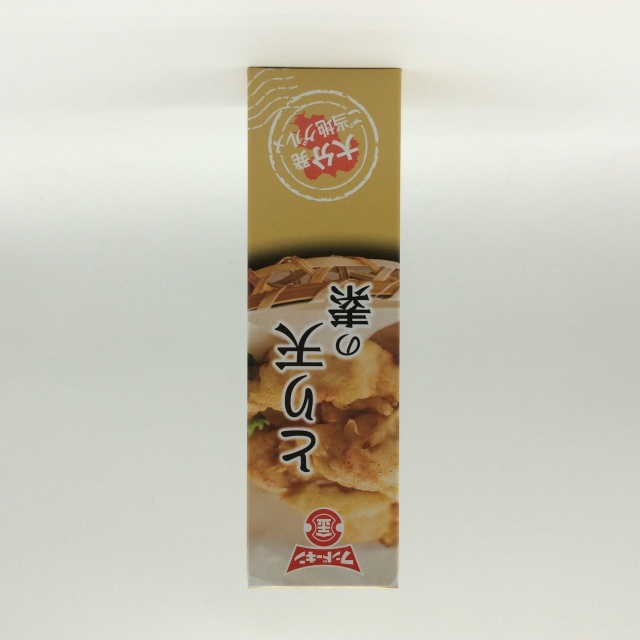 フンドーキン
とり天
の素
大分発
ご当地グルメ